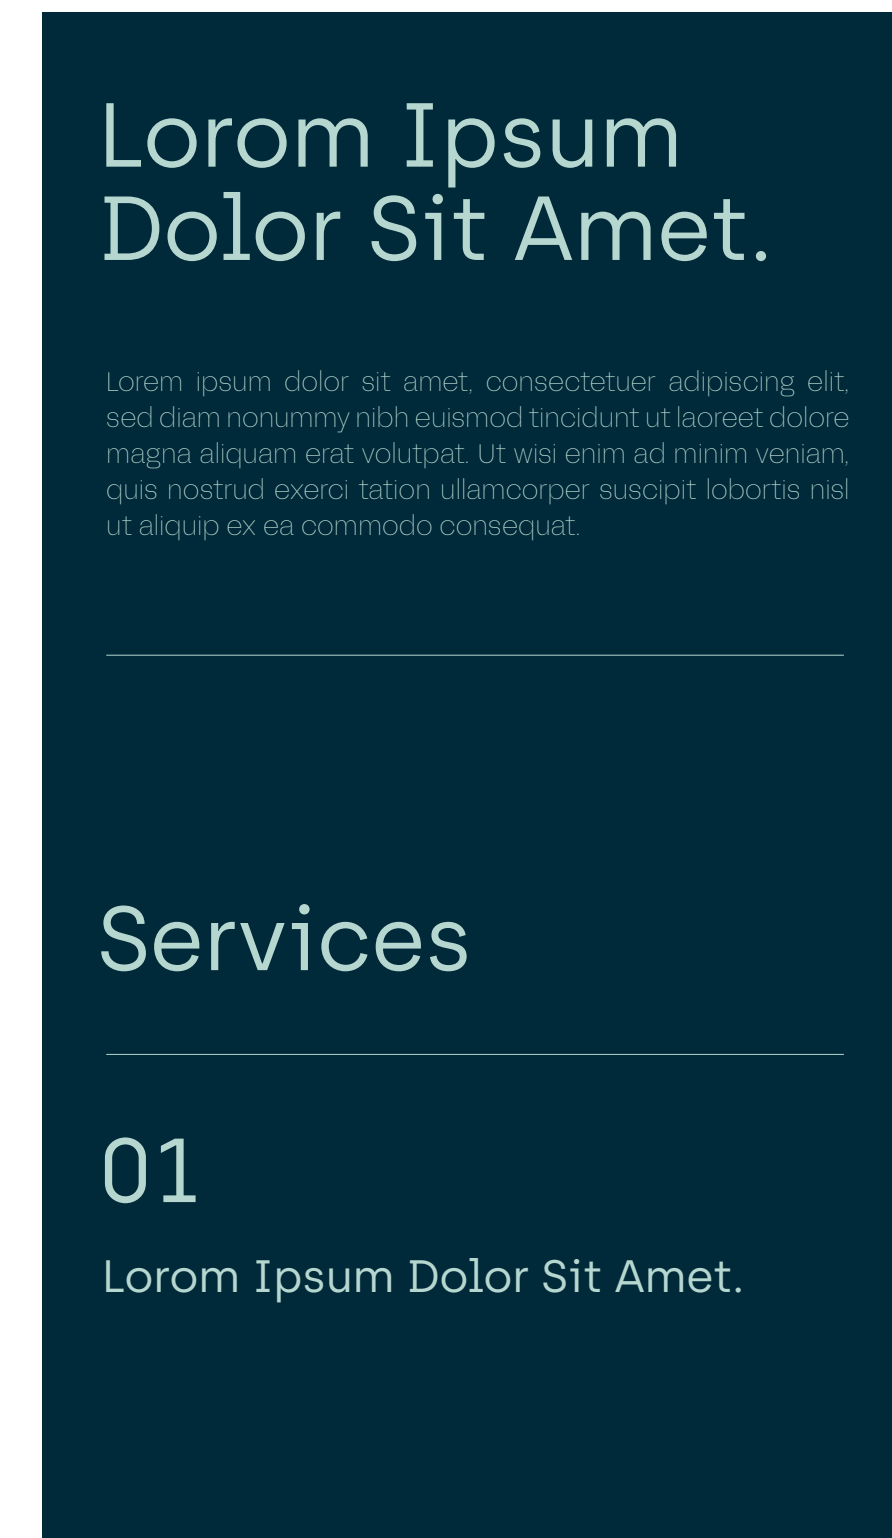 Lorom Ipsum
Dolor Sit Amet.
Lorem ipsum dolor sit amet, consectetuer adipiscing elit,
sed diam nonummy nibh euismod tincidunt ut laoreet dolore
magna aliquam erat volutpat. Ut wisi enim ad minim veniam,
quis nostrud exerci tation ullamcorper suscipit lobortis nisl
ut aliquip ex ea commodo consequat.
Services
01
Lorom Ipsum Dolor Sit Amet.